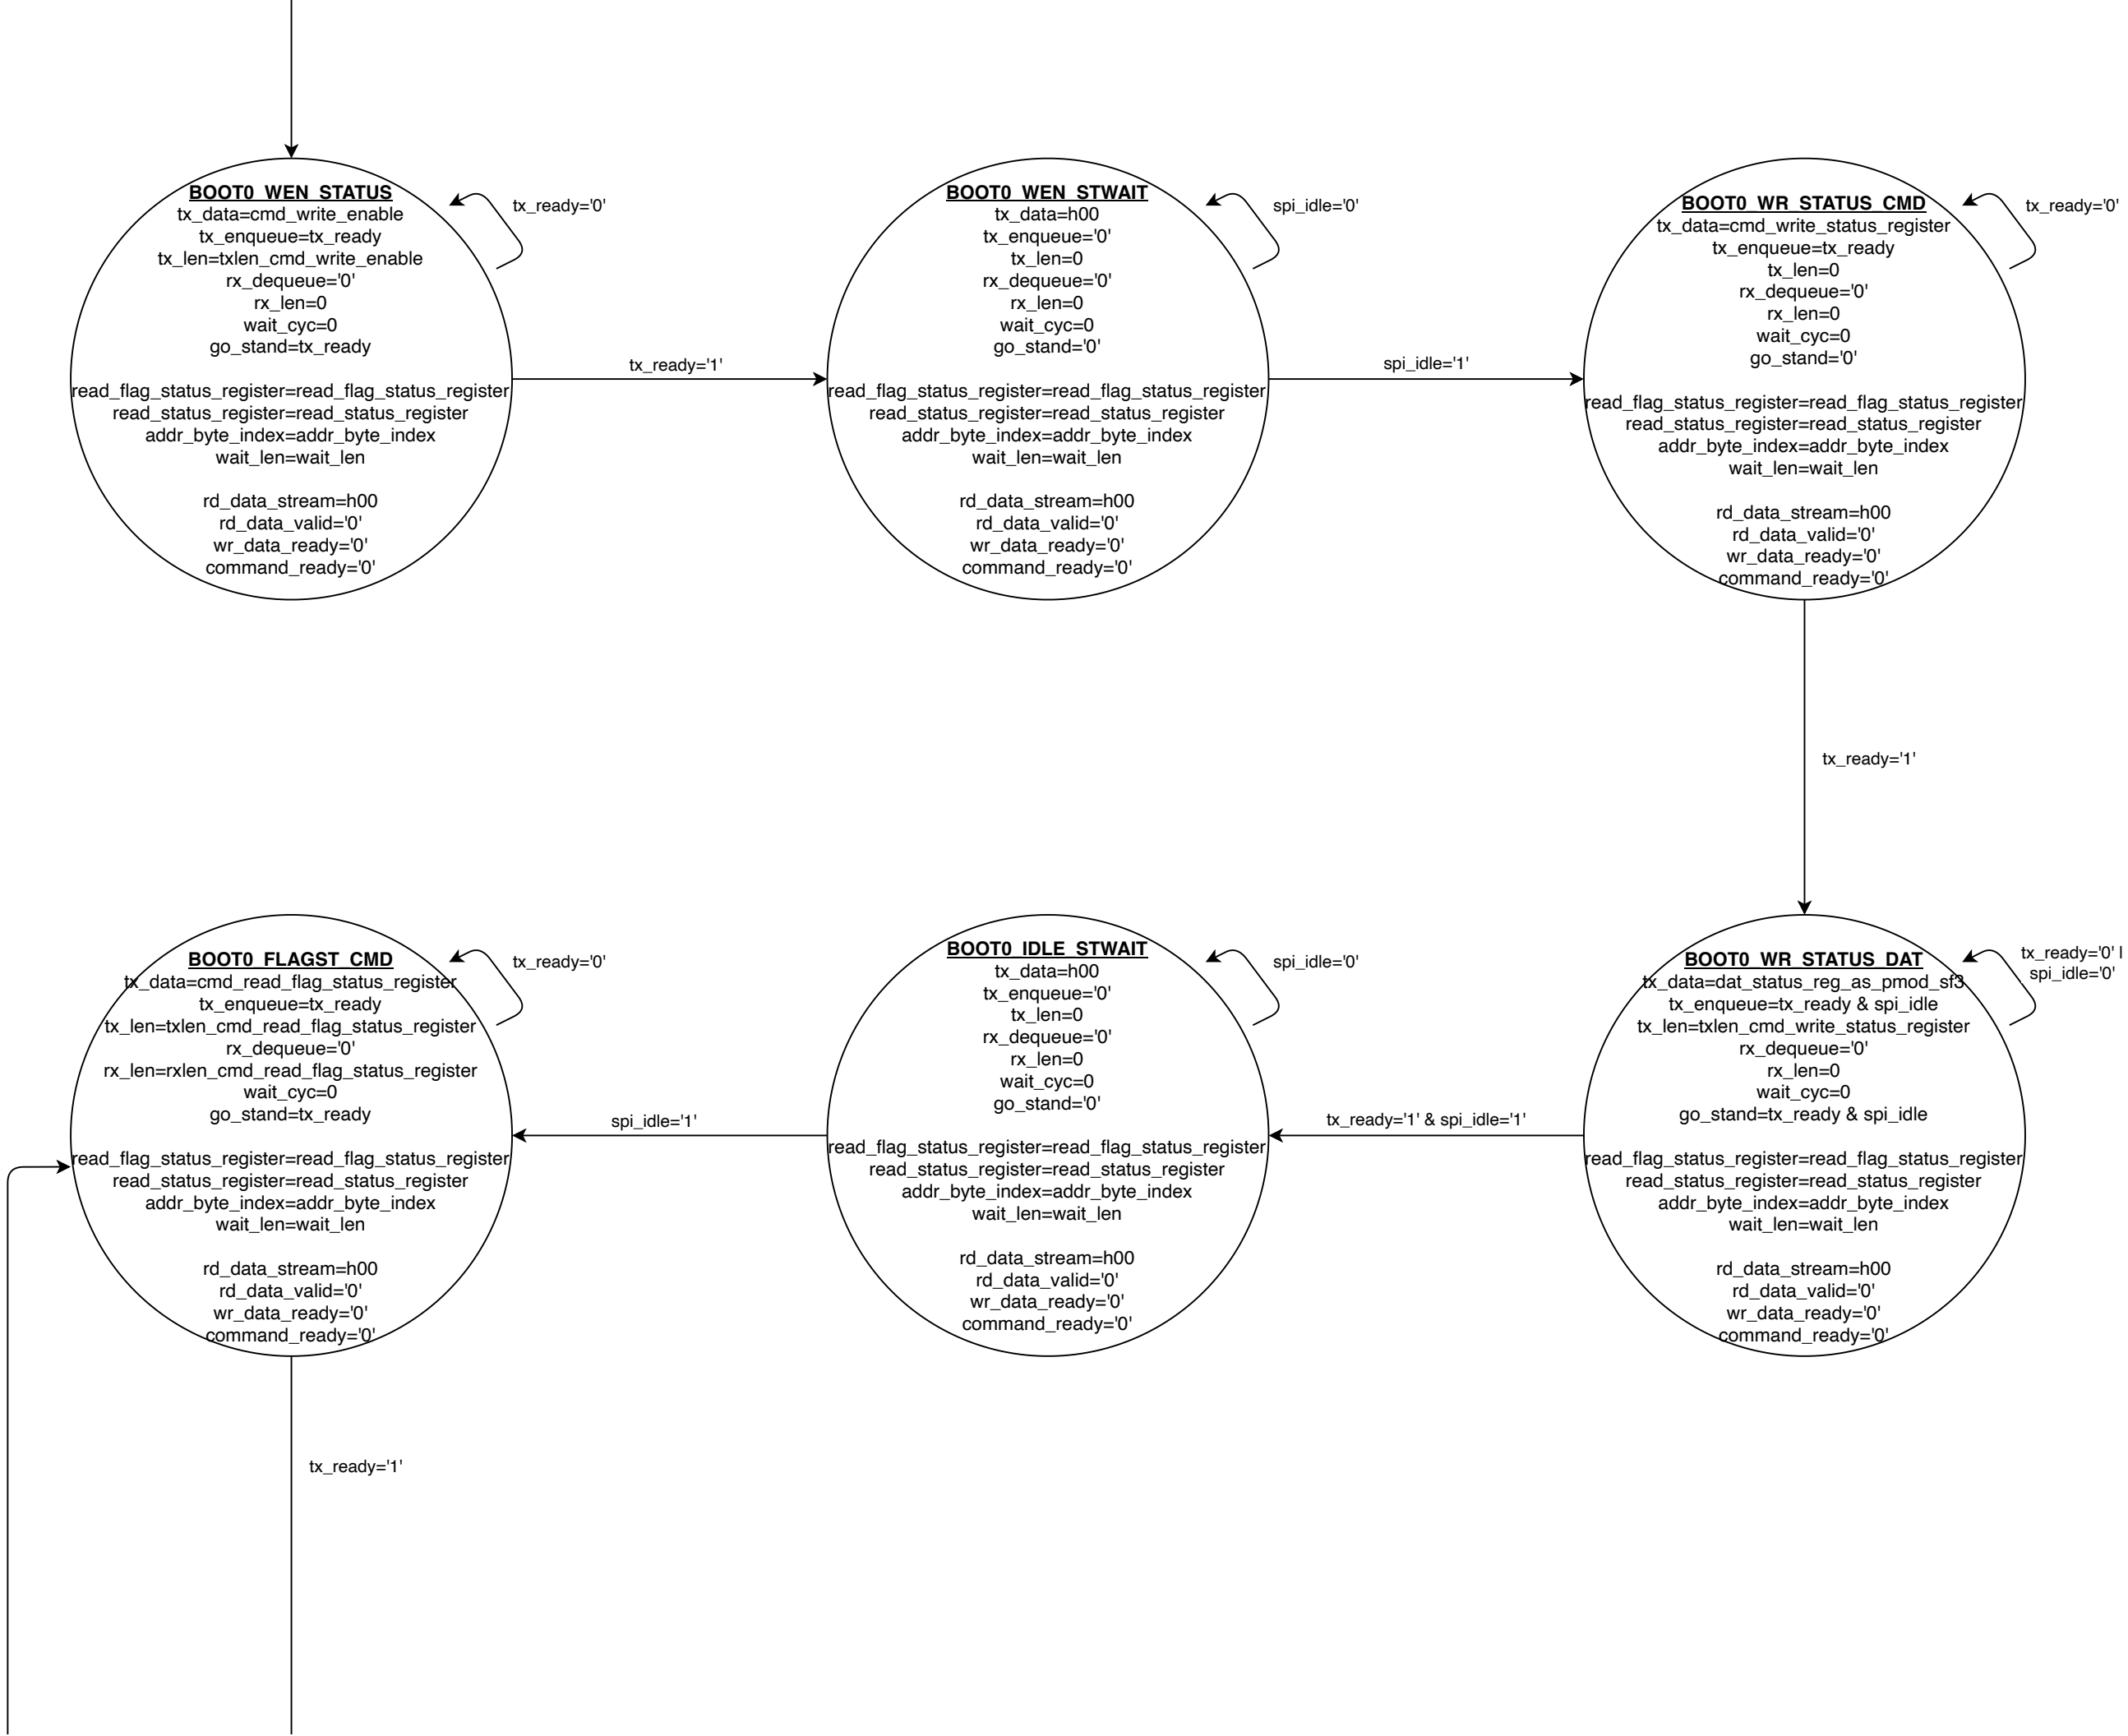 BOOT0_WEN_STATUS
tx_data=cmd_write_enable
tx_enqueue=tx_ready
tx_len=txlen_cmd_write_enable
rx_dequeue='0'
rx_len=0
wait_cyc=0
go_stand=tx_ready
read_flag_status_register=read_flag_status_register
read_status_register=read_status_register
addr_byte_index=addr_byte_index
wait_len=wait_len
rd_data_stream=h00
rd_data_valid='0'
wr_data_ready='0'
command_ready='0'
tx_ready='0'
tx_ready='1'
BOOT0_WEN_STWAIT
tx_data=h00
tx_enqueue='0'
tx_len=0
rx_dequeue='0'
rx_len=0
wait_cyc=0
go_stand='0'
read_flag_status_register=read_flag_status_register
read_status_register=read_status_register
addr_byte_index=addr_byte_index
wait_len=wait_len
rd_data_stream=h00
rd_data_valid='0'
wr_data_ready='0'
command_ready='0'
spi_idle='0'
spi_idle='1'
BOOT0_WR_STATUS_CMD
tx_data=cmd_write_status_register
tx_enqueue=tx_ready
tx_len=0
rx_dequeue='0'
rx_len=0
wait_cyc=0
go_stand='0'
read_flag_status_register=read_flag_status_register
read_status_register=read_status_register
addr_byte_index=addr_byte_index
wait_len=wait_len
rd_data_stream=h00
rd_data_valid='0'
wr_data_ready='0'
command_ready='0'
tx_ready='0'
tx_ready='1'
BOOT0_WR_STATUS_DAT
tx_data=dat_status_reg_as_pmod_sf3
tx_enqueue=tx_ready & spi_idle
tx_len=txlen_cmd_write_status_register
rx_dequeue='0'
rx_len=0
wait_cyc=0
go_stand=tx_ready & spi_idle
read_flag_status_register=read_flag_status_register
read_status_register=read_status_register
addr_byte_index=addr_byte_index
wait_len=wait_len
rd_data_stream=h00
rd_data_valid='0'
wr_data_ready='0'
command_ready='0'
tx_ready='0' |
spi_idle='0'
tx_ready='1' & spi_idle='1'
BOOT0_IDLE_STWAIT
tx_data=h00
tx_enqueue='0'
tx_len=0
rx_dequeue='0'
rx_len=0
wait_cyc=0
go_stand='0'
read_flag_status_register=read_flag_status_register
read_status_register=read_status_register
addr_byte_index=addr_byte_index
wait_len=wait_len
rd_data_stream=h00
rd_data_valid='0'
wr_data_ready='0'
command_ready='0'
spi_idle='0'
spi_idle='1'
BOOT0_FLAGST_CMD
tx_data=cmd_read_flag_status_register
tx_enqueue=tx_ready
tx_len=txlen_cmd_read_flag_status_register
rx_dequeue='0'
rx_len=rxlen_cmd_read_flag_status_register
wait_cyc=0
go_stand=tx_ready
read_flag_status_register=read_flag_status_register
read_status_register=read_status_register
addr_byte_index=addr_byte_index
wait_len=wait_len
rd_data_stream=h00
rd_data_valid='0'
wr_data_ready='0'
command_ready='0'
tx_ready='0'
tx_ready='1'